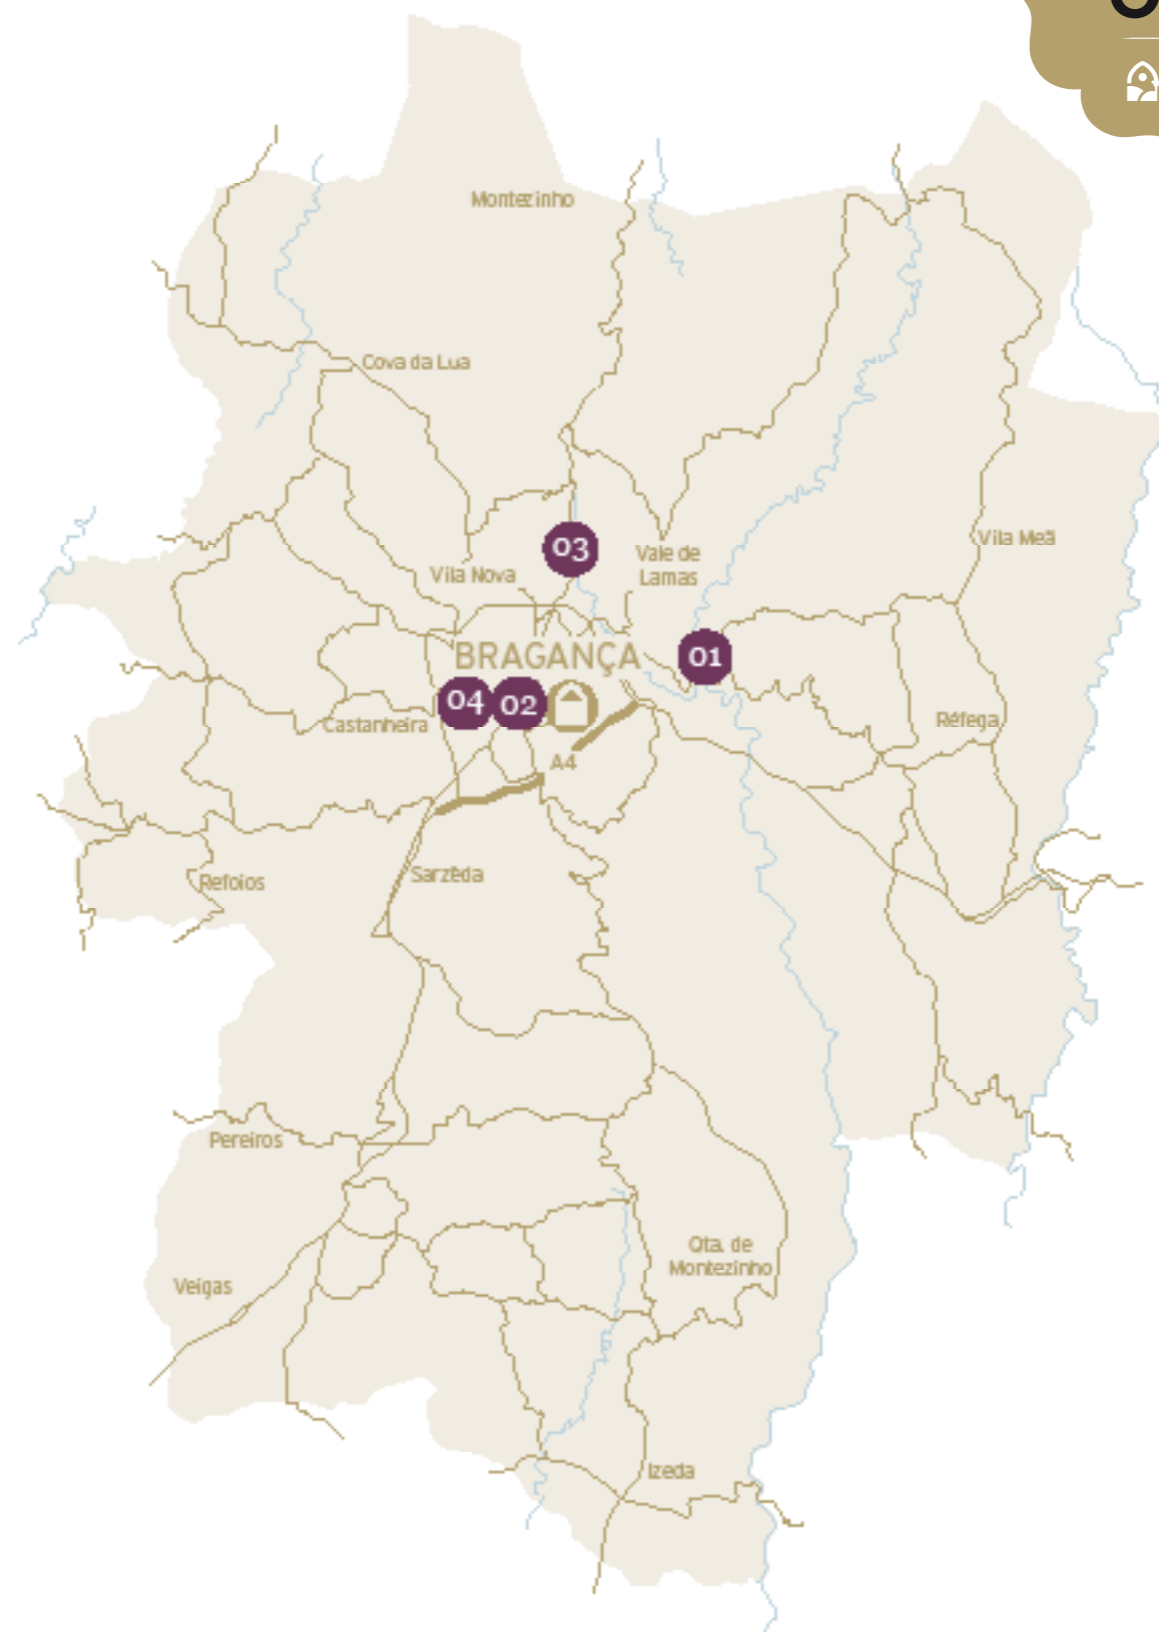 Montezinho
Cova da Lua
Vila Meã
03
Vale de
Lamas
Vila Nova
BRAGANÇA
01
04
02
Castanheira
Réfega
A4
Sarzêda
Refoios
Pereiros
Qta. de
Montezinho
Veigas
Izeda